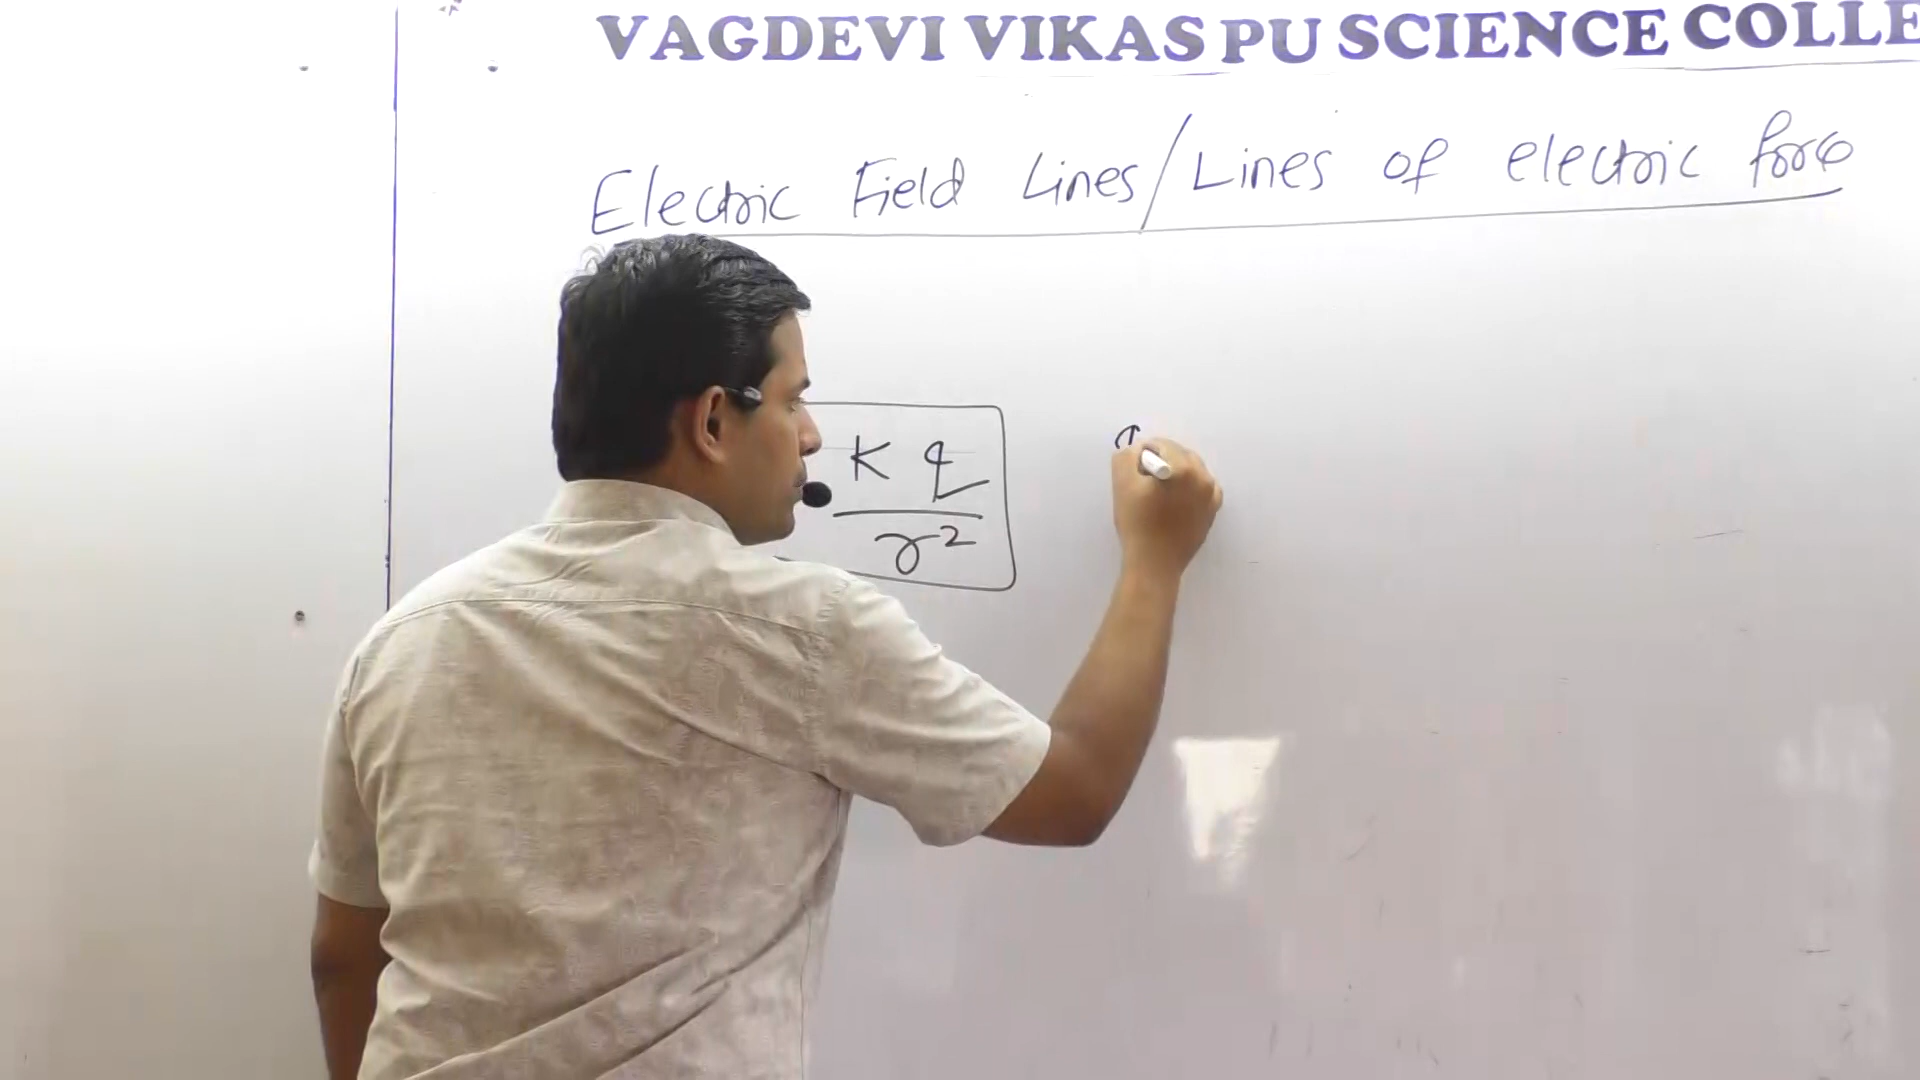 VAGDEVI VIKAS PU SCIENCE COLLE
Electric Field Lines/Lines of electric force
K q
r²